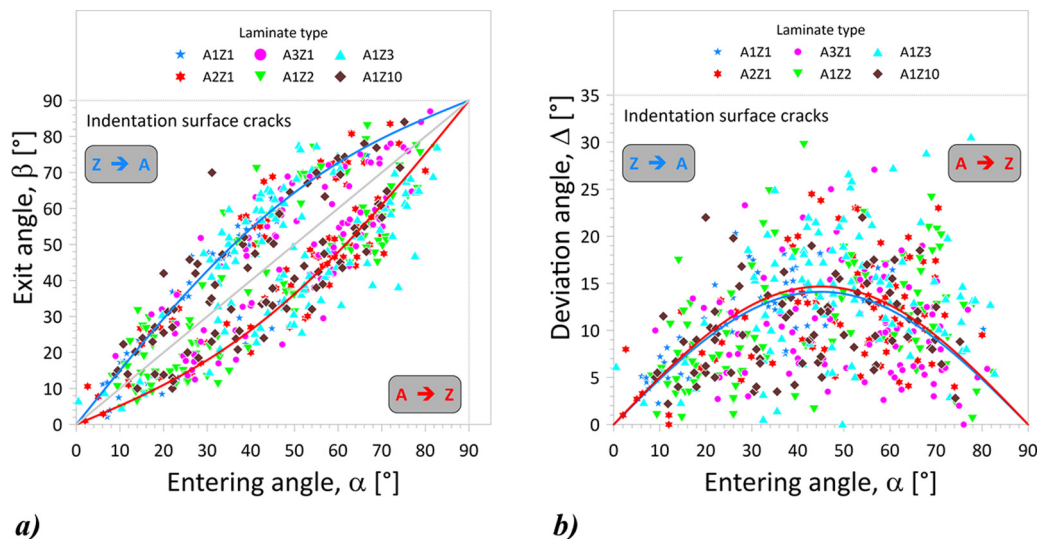 Laminate type
A1Z1 A3Z1 A1Z3
A2Z1 A1Z2 A1Z10
90
80
70
60
50
40
30
20
10
0
Exit angle, β [°]
Indentation surface cracks
Z → A
A → Z
0 10 20 30 40 50 60 70 80 90
Entering angle, α [°]
a)
Laminate type
A1Z1 A3Z1 A1Z3
A2Z1 A1Z2 A1Z10
35
30
25
20
15
10
5
0
Deviation angle, Δ [°]
Indentation surface cracks
Z → A A → Z
0 10 20 30 40 50 60 70 80 90
Entering angle, α [°]
b)